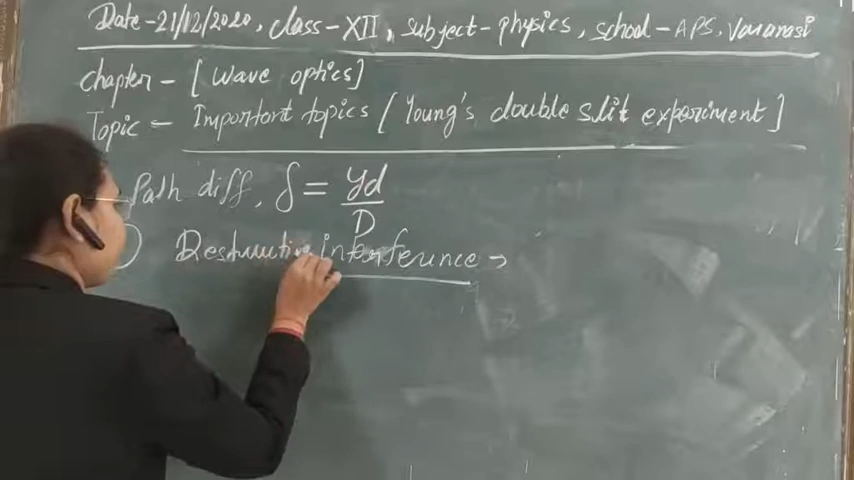 Date-21/12/2020, class-XII, subject-physics, school-APS, Varanasi
chapter - [Wave optics]
Topic - Important topics [Young's double slit experiment]
Path diff, δ = yd/D
Destructive interference →